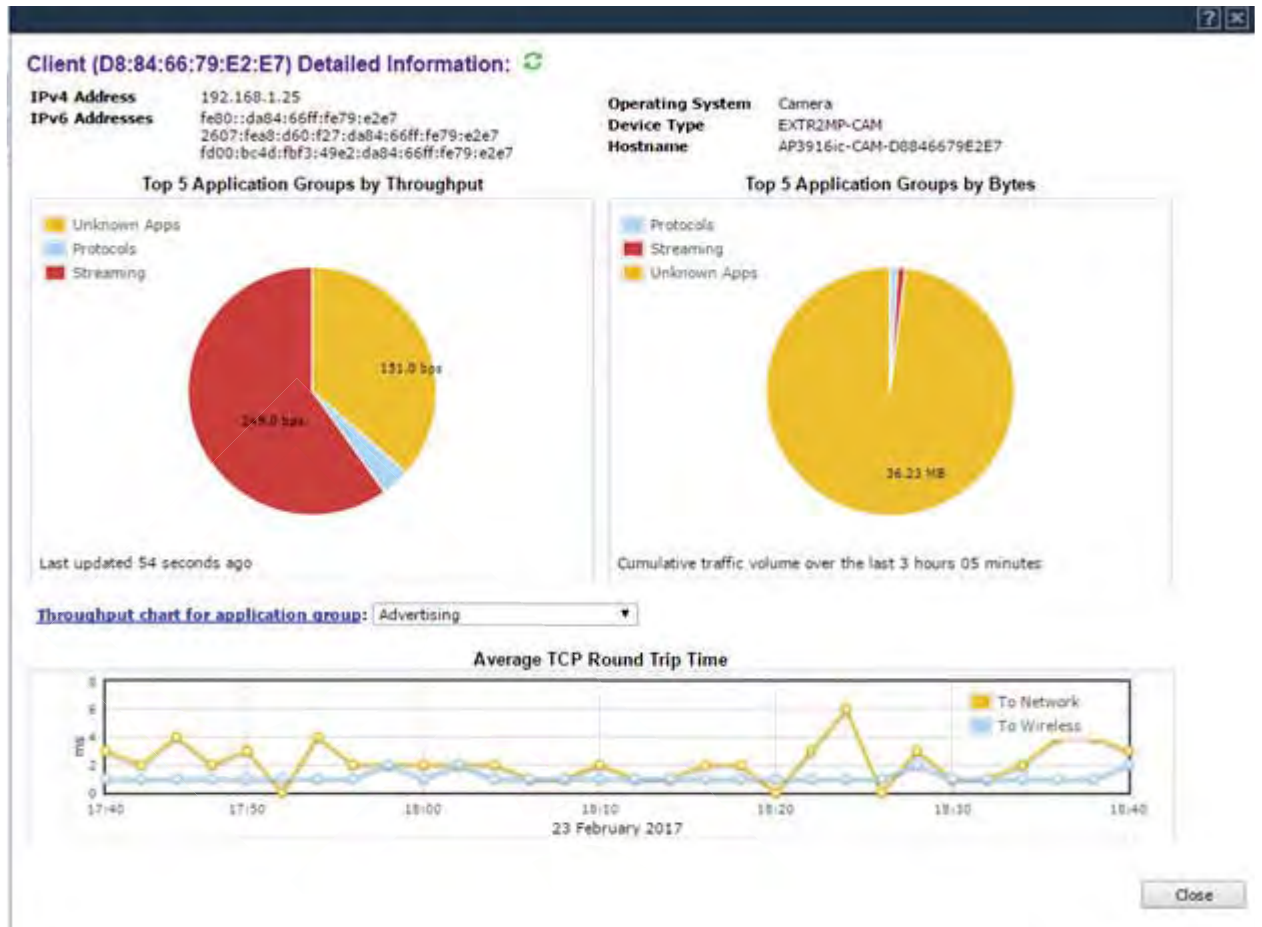 ? ×
Client (D8:84:66:79:E2:E7) Detailed Information:
IPv4 Address 192.168.1.25
IPv6 Addresses fe80::da84:66ff:fe79:e2e7
2607:fea8:d60:f27:da84:66ff:fe79:e2e7
fd00:bc4d:fbf3:49e2:da84:66ff:fe79:e2e7
Operating System Camera
Device Type EXTR2MP-CAM
Hostname AP3916ic-CAM-D8846679E2E7
Top 5 Application Groups by Throughput
Unknown Apps
Protocols
Streaming
151.0 bps
249.0 bps
Last updated 54 seconds ago
Top 5 Application Groups by Bytes
Protocols
Streaming
Unknown Apps
36.23 MB
Cumulative traffic volume over the last 3 hours 05 minutes
Throughput chart for application group: Advertising
Average TCP Round Trip Time
To Network
To Wireless
ms
8
6
4
2
0
17:40 17:50 18:00 18:10 18:20 18:30 18:40
23 February 2017
Close